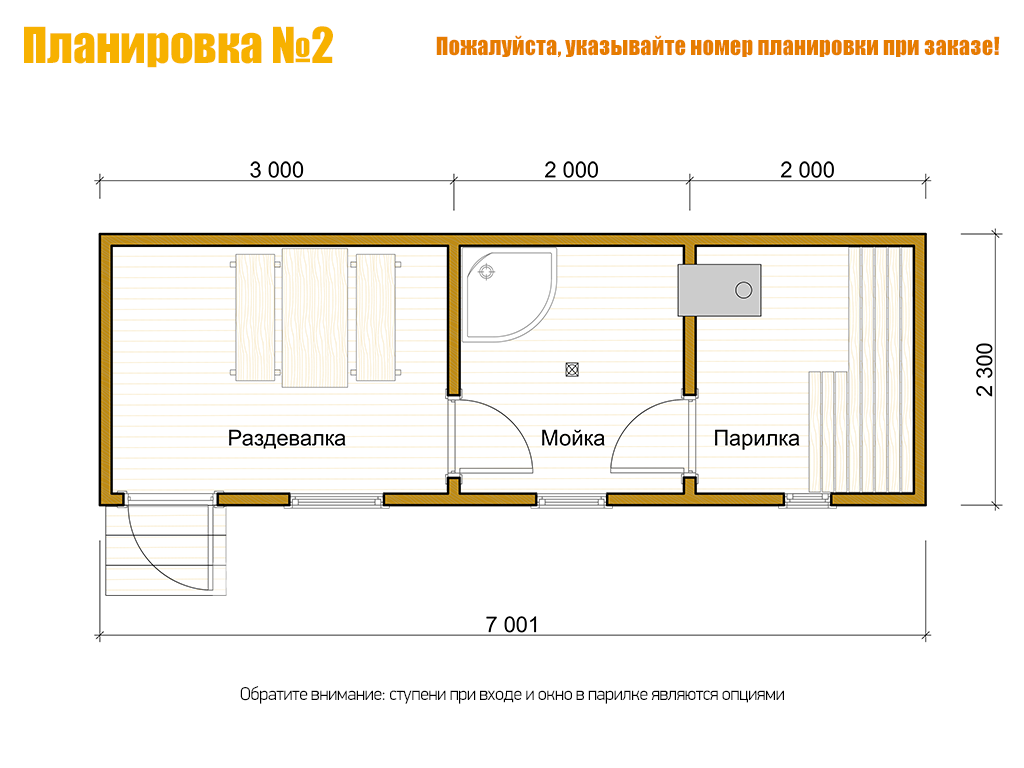 Планировка №2
Пожалуйста, указывайте номер планировки при заказе!
3 000
2 000
2 000
2 300
Раздевалка
Мойка
Парилка
7 001
Обратите внимание: ступени при входе и окно в парилке являются опциями